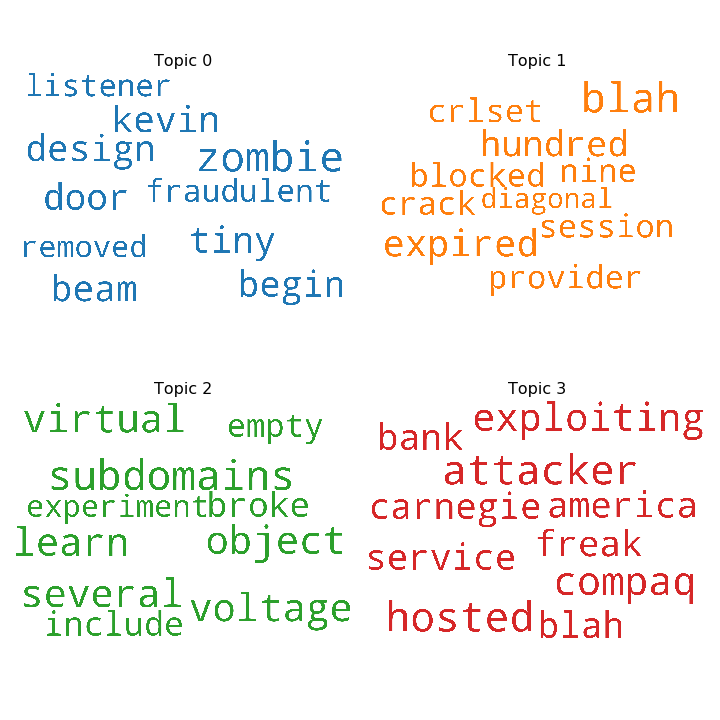 Topic 0
listener
kevin
design
zombie
door
fraudulent
removed
tiny
beam
begin
Topic 1
blah
crlset
hundred
blocked
nine
crack
diagonal
session
expired
provider
Topic 2
virtual
empty
subdomains
experiment
broke
learn
object
several
voltage
include
Topic 3
exploiting
bank
attacker
carnegie
america
service
freak
compaq
hosted
blah